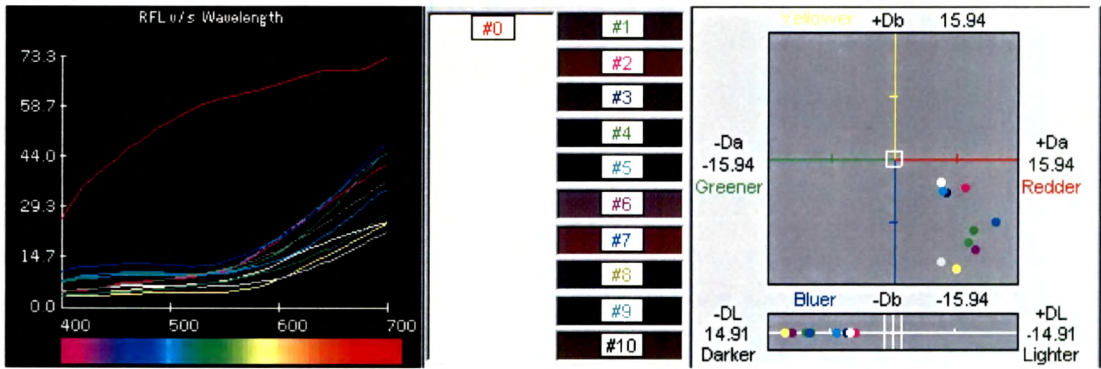 RFL v/s Wavelength
73.3
58.7
44.0
29.3
14.7
0.0
400 500 600 700
#0
#1
#2
#3
#4
#5
#6
#7
#8
#9
#10
Yellower +Db 15.94
-Da
-15.94
Greener
+Da
15.94
Redder
Bluer -Db -15.94
-DL
14.91
Darker
+DL
-14.91
Lighter